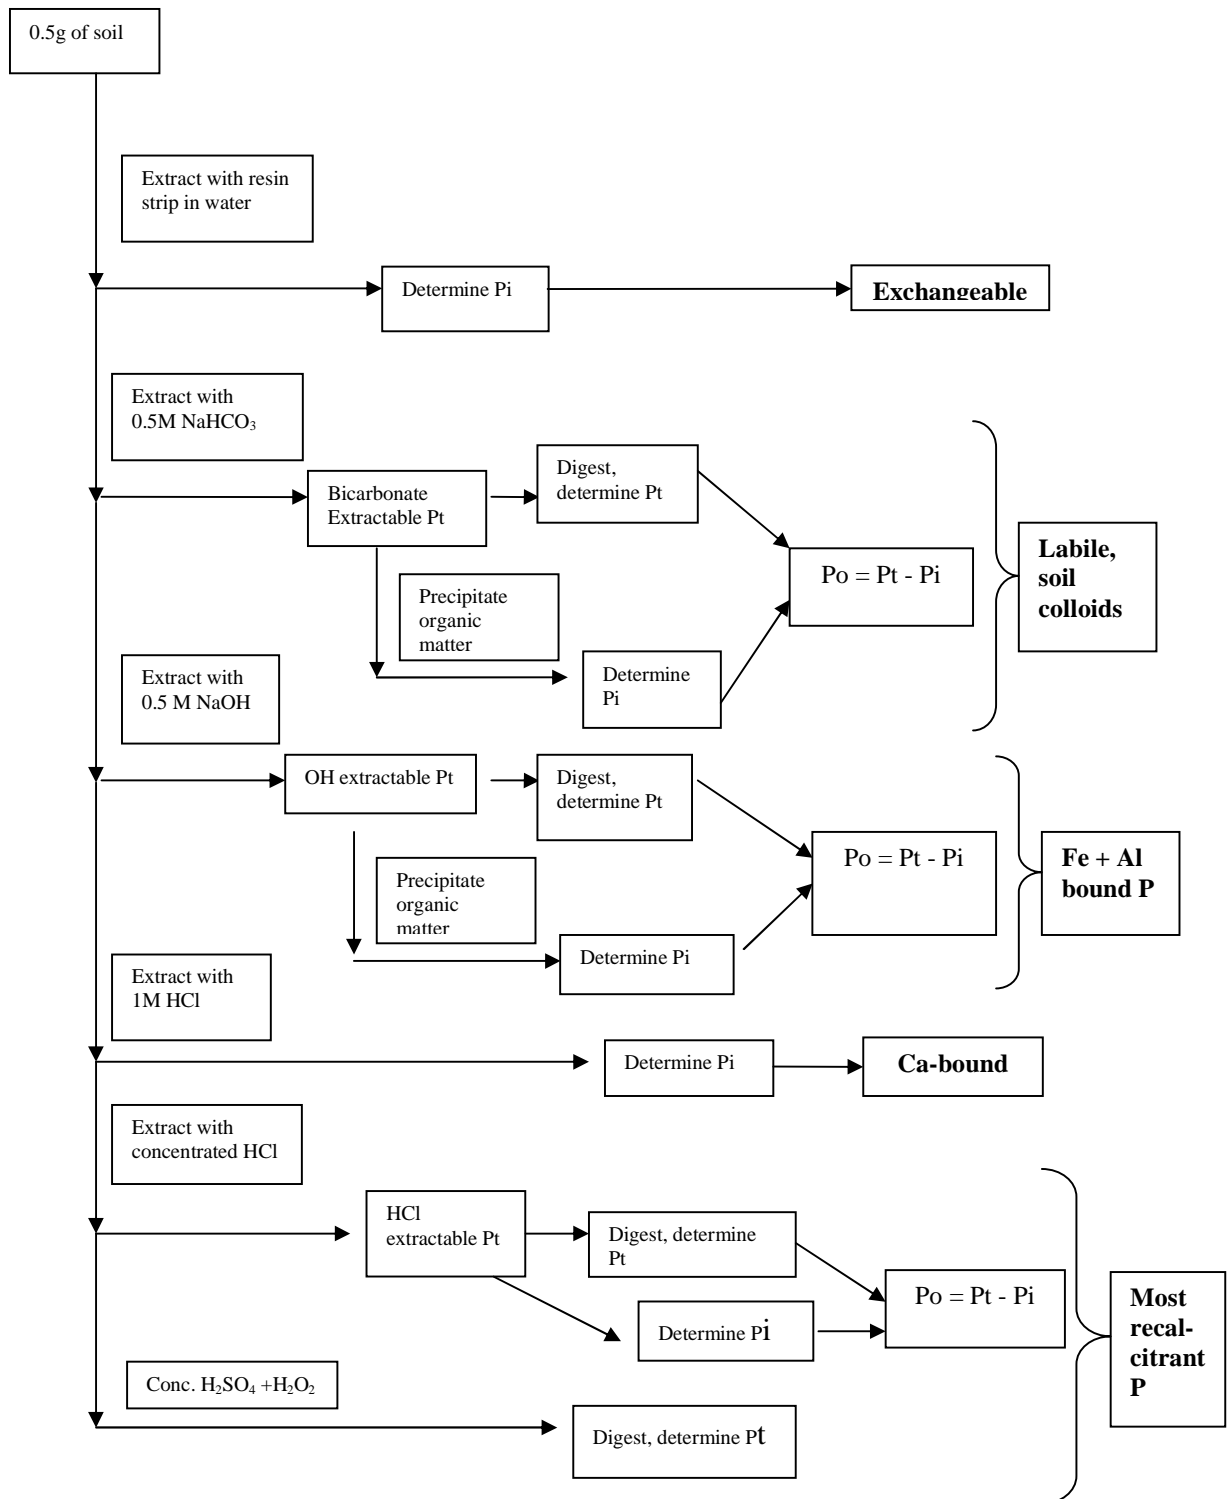 0.5g of soil
Extract with resin
strip in water
Determine Pi
Exchangeable
Extract with
0.5M NaHCO₃
Bicarbonate
Extractable Pt
Digest,
determine Pt
Precipitate
organic
matter
Determine
Pi
Po = Pt - Pi
Labile,
soil
colloids
Extract with
0.5 M NaOH
OH extractable Pt
Digest,
determine Pt
Precipitate
organic
matter
Determine Pi
Po = Pt - Pi
Fe + Al
bound P
Extract with
1M HCl
Determine Pi
Ca-bound
Extract with
concentrated HCl
HCl
extractable Pt
Digest, determine
Pt
Determine Pi
Po = Pt - Pi
Most
recal-
citrant
P
Conc. H₂SO₄ +H₂O₂
Digest, determine Pt